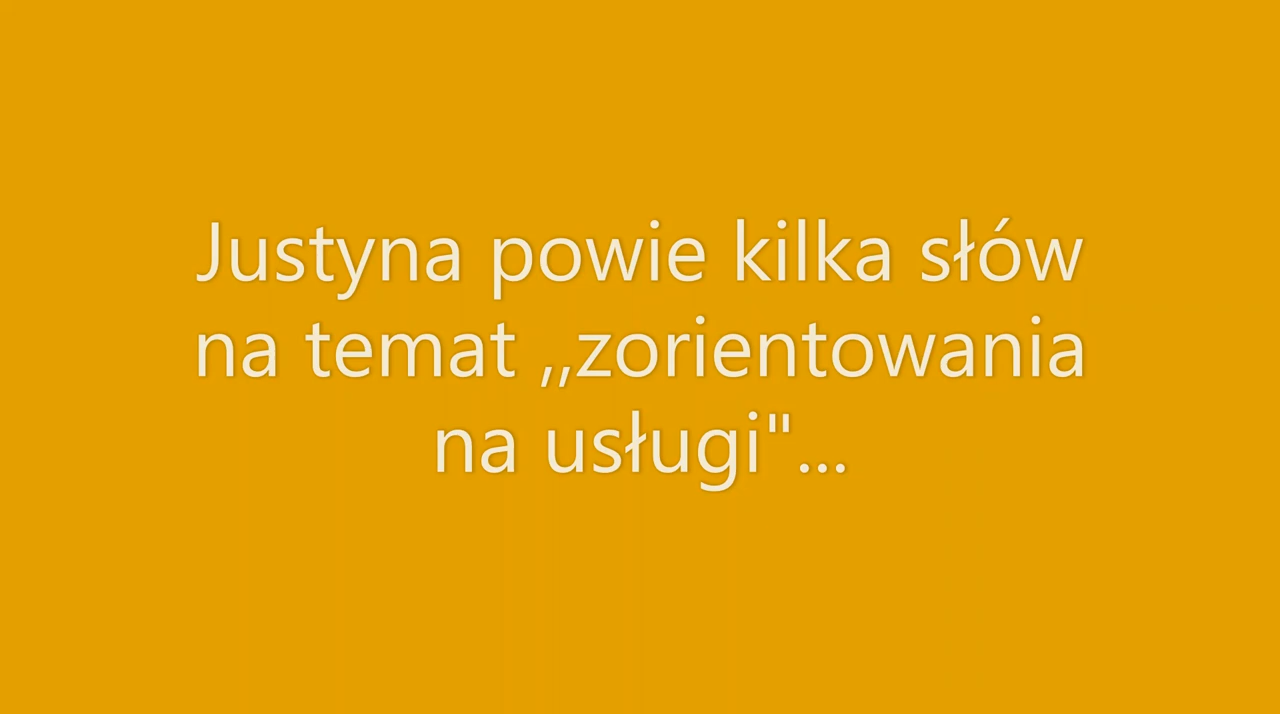 Justyna powie kilka słów
na temat ,,zorientowania
na usługi"...